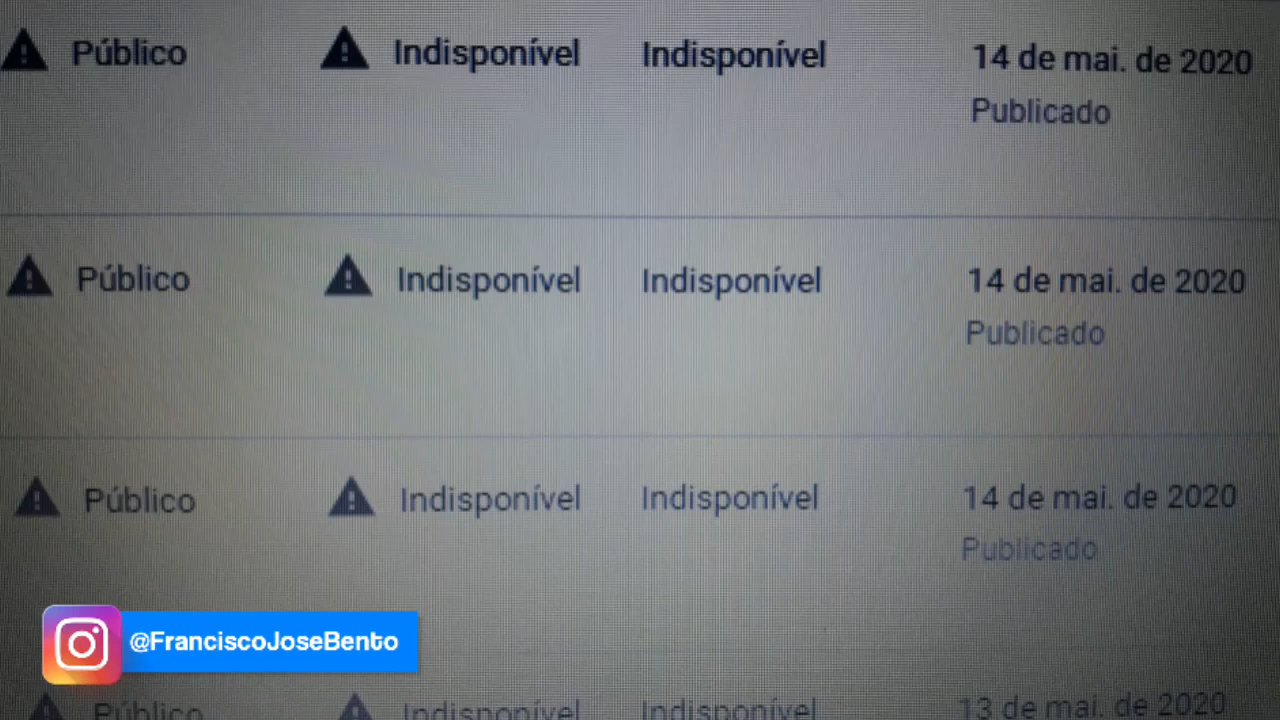 Público Indisponível Indisponível 14 de mai. de 2020
Publicado
Público Indisponível Indisponível 14 de mai. de 2020
Publicado
Público Indisponível Indisponível 14 de mai. de 2020
Publicado
@FranciscoJoseBento
Público Indisponível Indisponível 13 de mai. de 2020